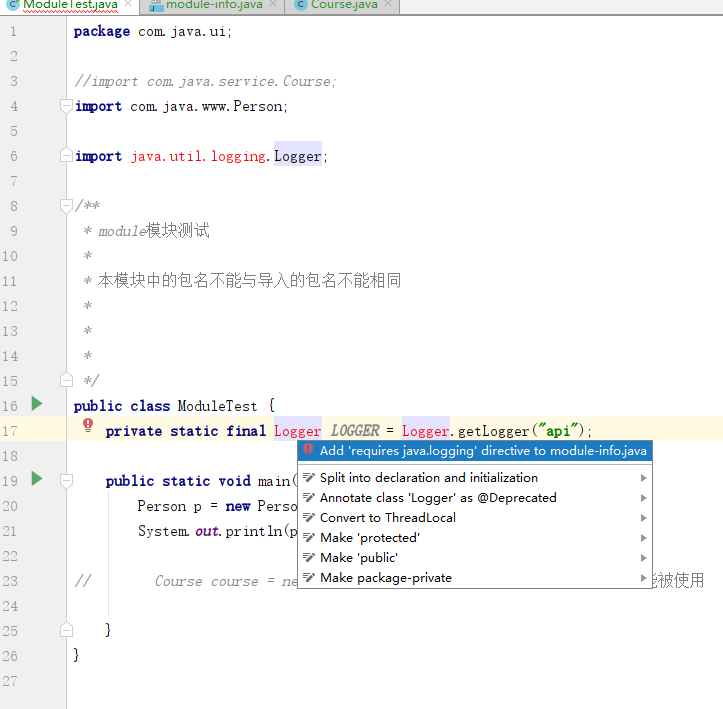 ModuleTest.java module-info.java Course.java
1 package com.java.ui;
2
3 //import com.java.service.Course;
4 import com.java.www.Person;
5
6 import java.util.logging.Logger;
7
8 /**
9 * module模块测试
10 *
11 * 本模块中的包名不能与导入的包名不能相同
12 *
13 *
14 *
15 */
16 public class ModuleTest {
17 private static final Logger LOGGER = Logger.getLogger("api");
Add 'requires java.logging' directive to module-info.java
18
Split into declaration and initialization
19 public static void main(
Annotate class 'Logger' as @Deprecated
20 Person p = new Perso
Convert to ThreadLocal
21 System.out.println(p
Make 'protected'
22
Make 'public'
23 // Course course = ne
Make package-private
被使用
24
25 }
26 }
27